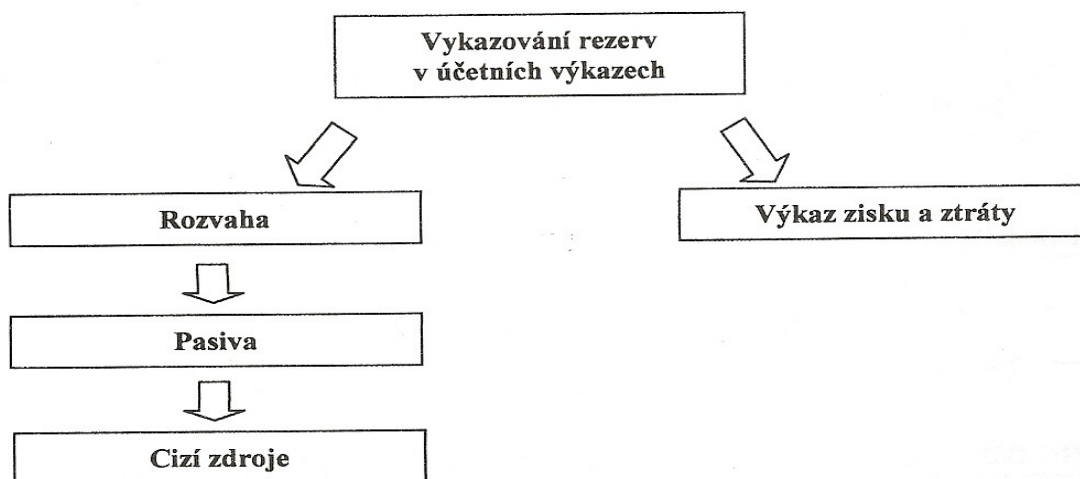 Vykazování rezerv
v účetních výkazech
Rozvaha
Výkaz zisku a ztráty
Pasiva
Cizí zdroje